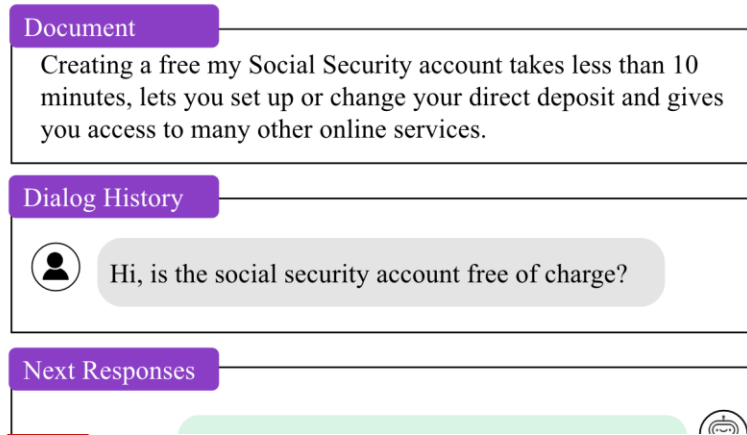 Document
Creating a free my Social Security account takes less than 10
minutes, lets you set up or change your direct deposit and gives
you access to many other online services.
Dialog History
Hi, is the social security account free of charge?
Next Responses